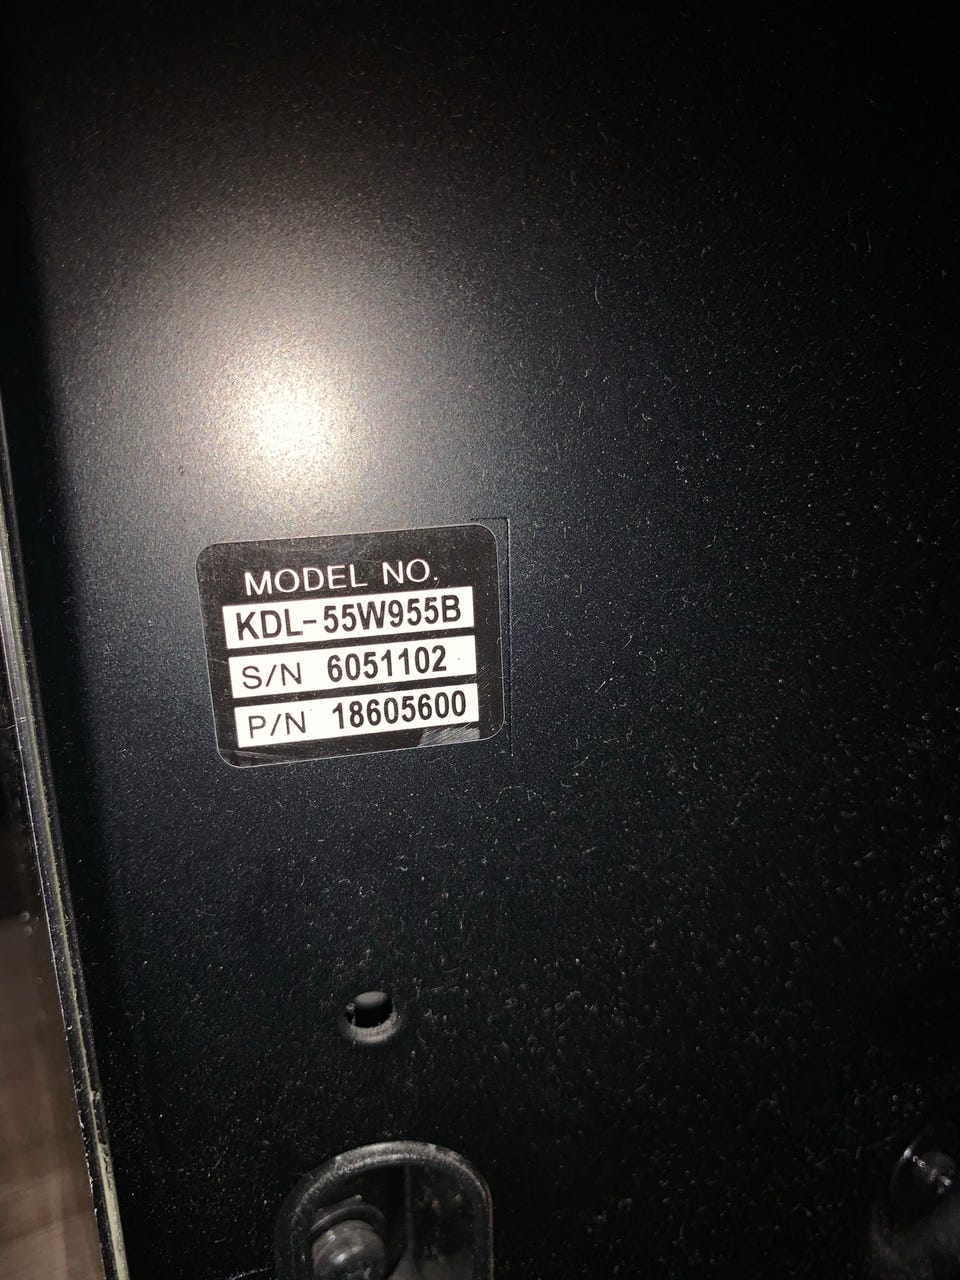 MODEL NO.
KDL-55W955B
S/N 6051102
P/N 18605600